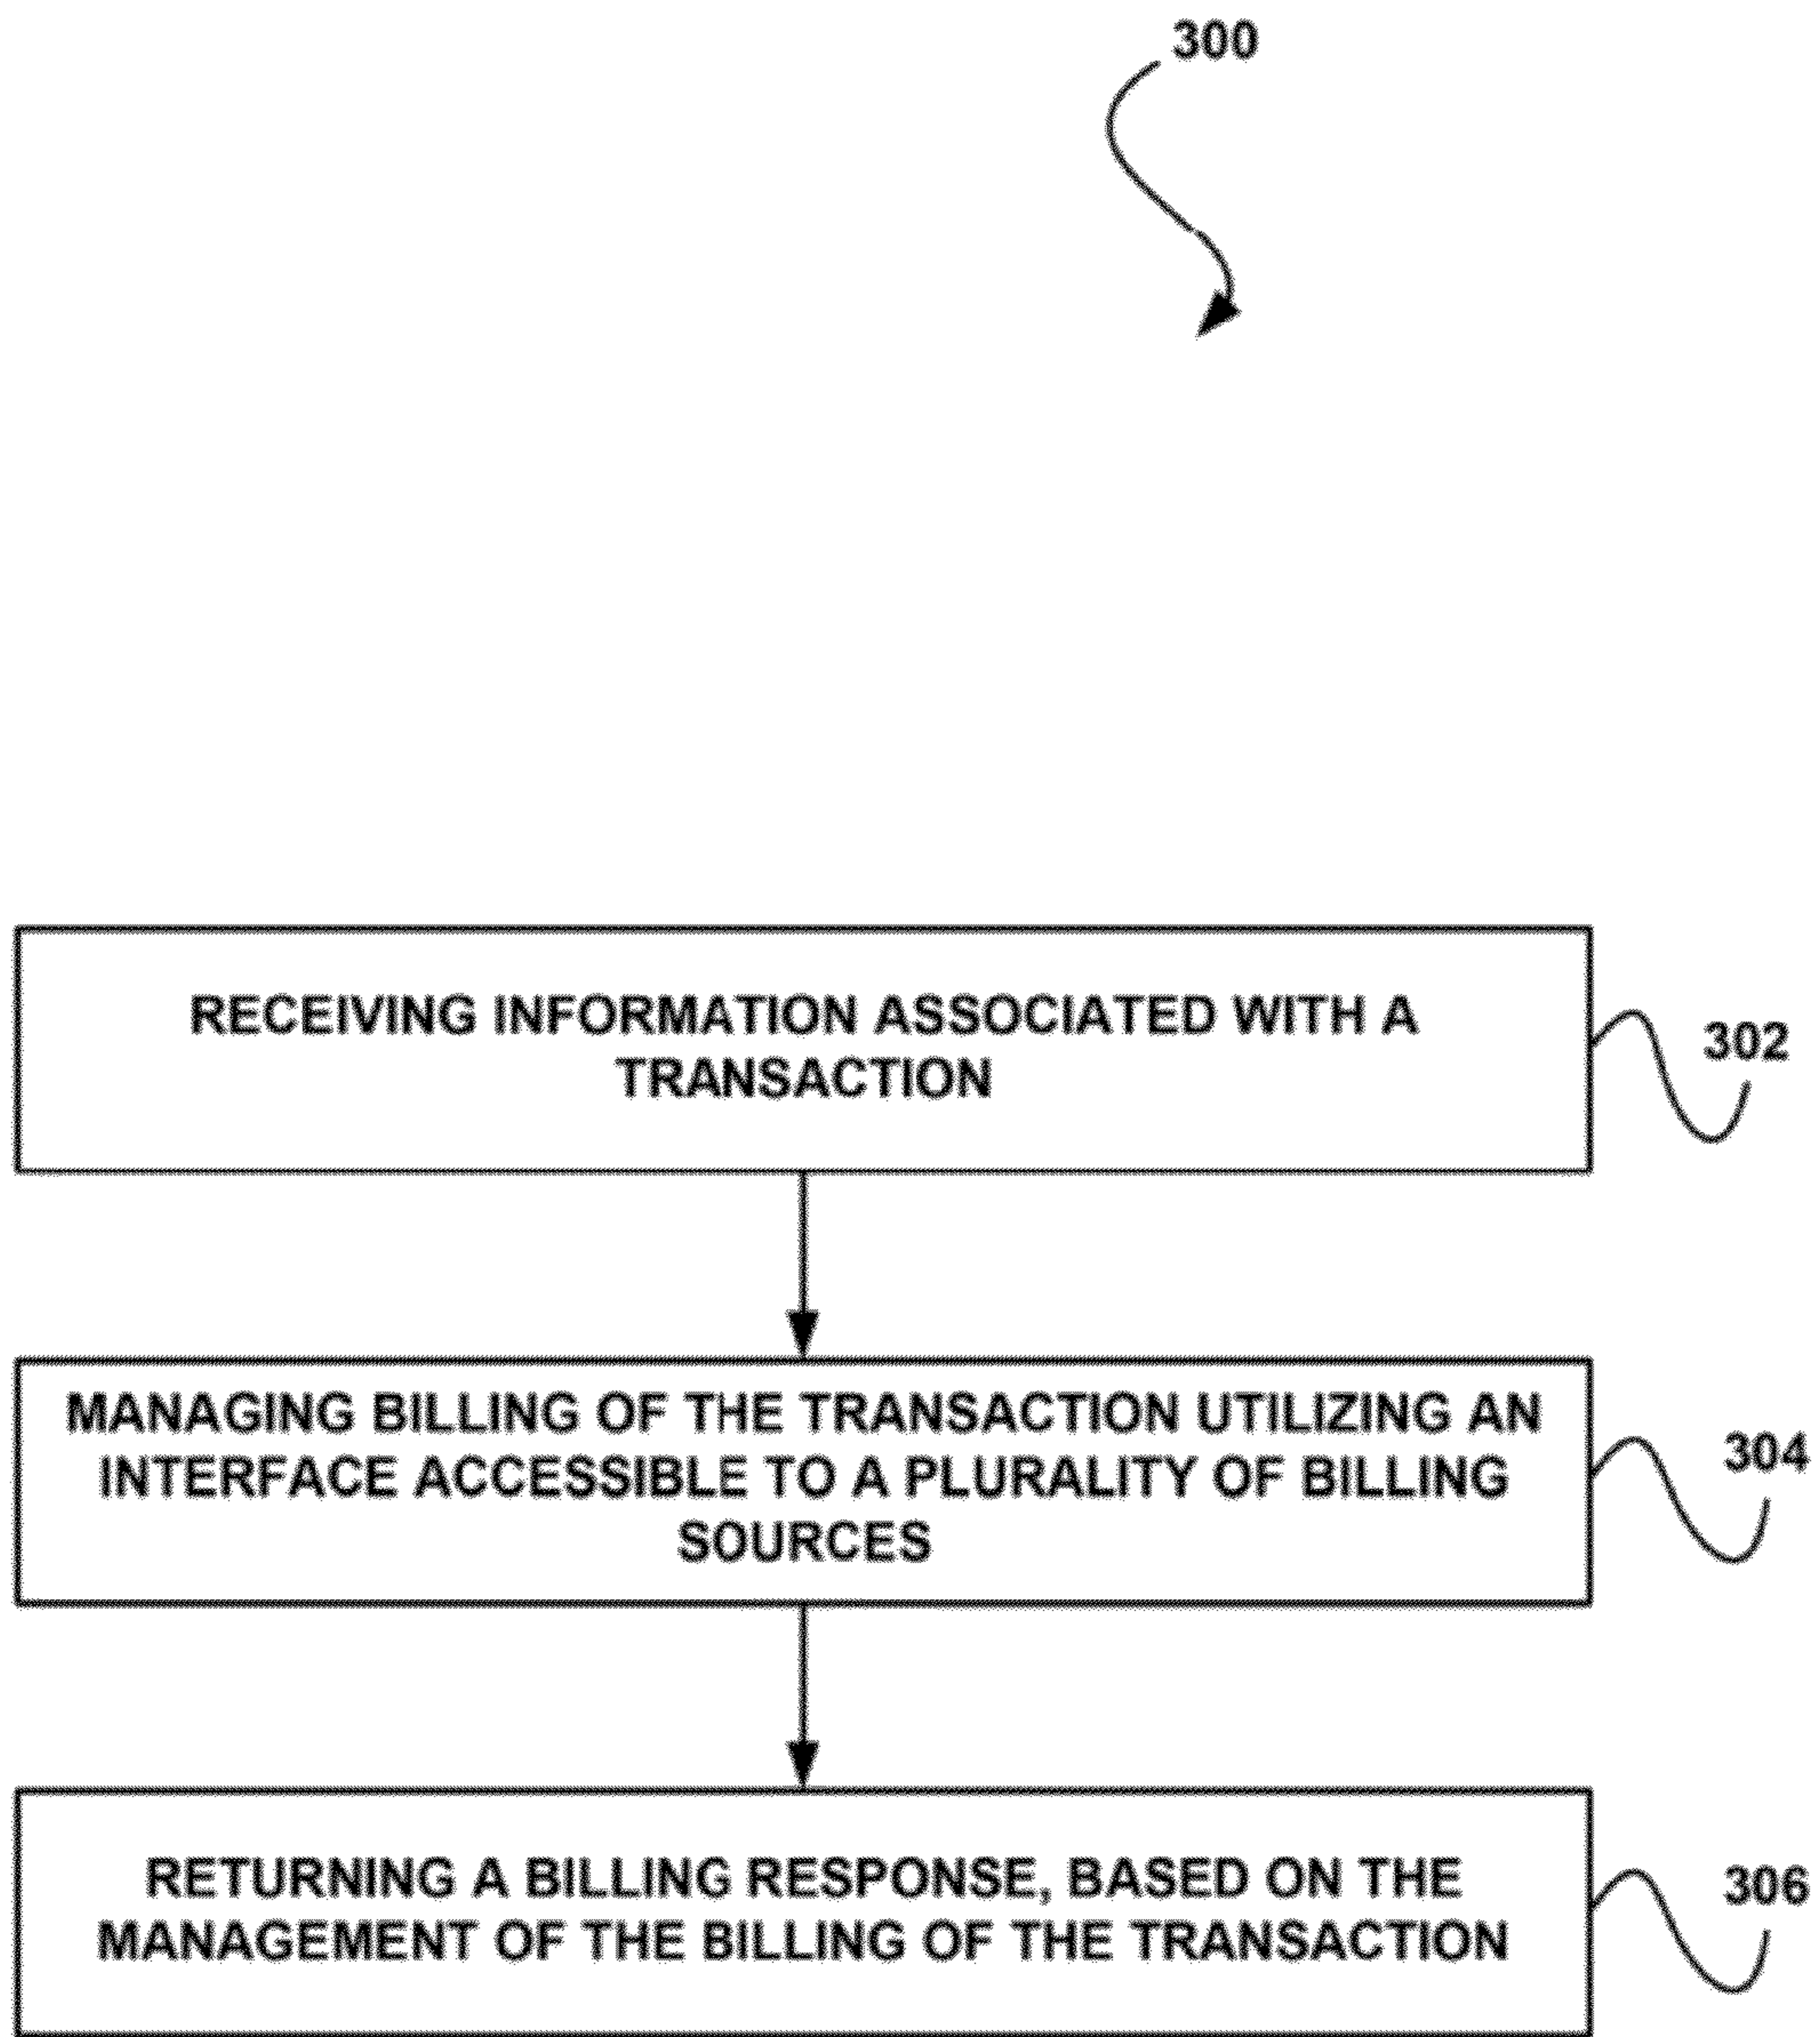 300
RECEIVING INFORMATION ASSOCIATED WITH A
TRANSACTION
302
MANAGING BILLING OF THE TRANSACTION UTILIZING AN
INTERFACE ACCESSIBLE TO A PLURALITY OF BILLING
SOURCES
304
RETURNING A BILLING RESPONSE, BASED ON THE
MANAGEMENT OF THE BILLING OF THE TRANSACTION
306